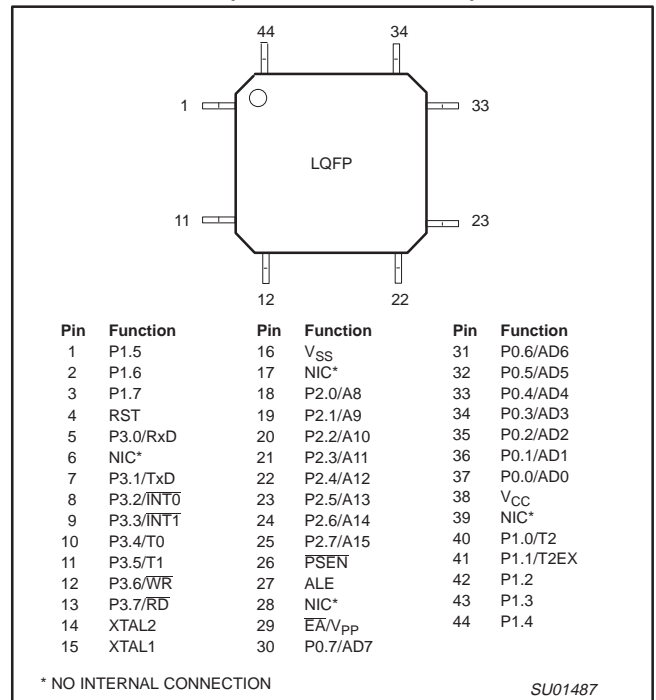 44 34
1 33
LQFP
11 23
12 22
Pin Function Pin Function Pin Function
1 P1.5 16 VSS 31 P0.6/AD6
2 P1.6 17 NIC* 32 P0.5/AD5
3 P1.7 18 P2.0/A8 33 P0.4/AD4
4 RST 19 P2.1/A9 34 P0.3/AD3
5 P3.0/RxD 20 P2.2/A10 35 P0.2/AD2
6 NIC* 21 P2.3/A11 36 P0.1/AD1
7 P3.1/TxD 22 P2.4/A12 37 P0.0/AD0
8 P3.2/I̅N̅T̅0̅ 23 P2.5/A13 38 VCC
9 P3.3/I̅N̅T̅1̅ 24 P2.6/A14 39 NIC*
10 P3.4/T0 25 P2.7/A15 40 P1.0/T2
11 P3.5/T1 26 P̅S̅E̅N̅ 41 P1.1/T2EX
12 P3.6/W̅R̅ 27 ALE 42 P1.2
13 P3.7/R̅D̅ 28 NIC* 43 P1.3
14 XTAL2 29 E̅A̅/VPP 44 P1.4
15 XTAL1 30 P0.7/AD7
* NO INTERNAL CONNECTION
SU01487